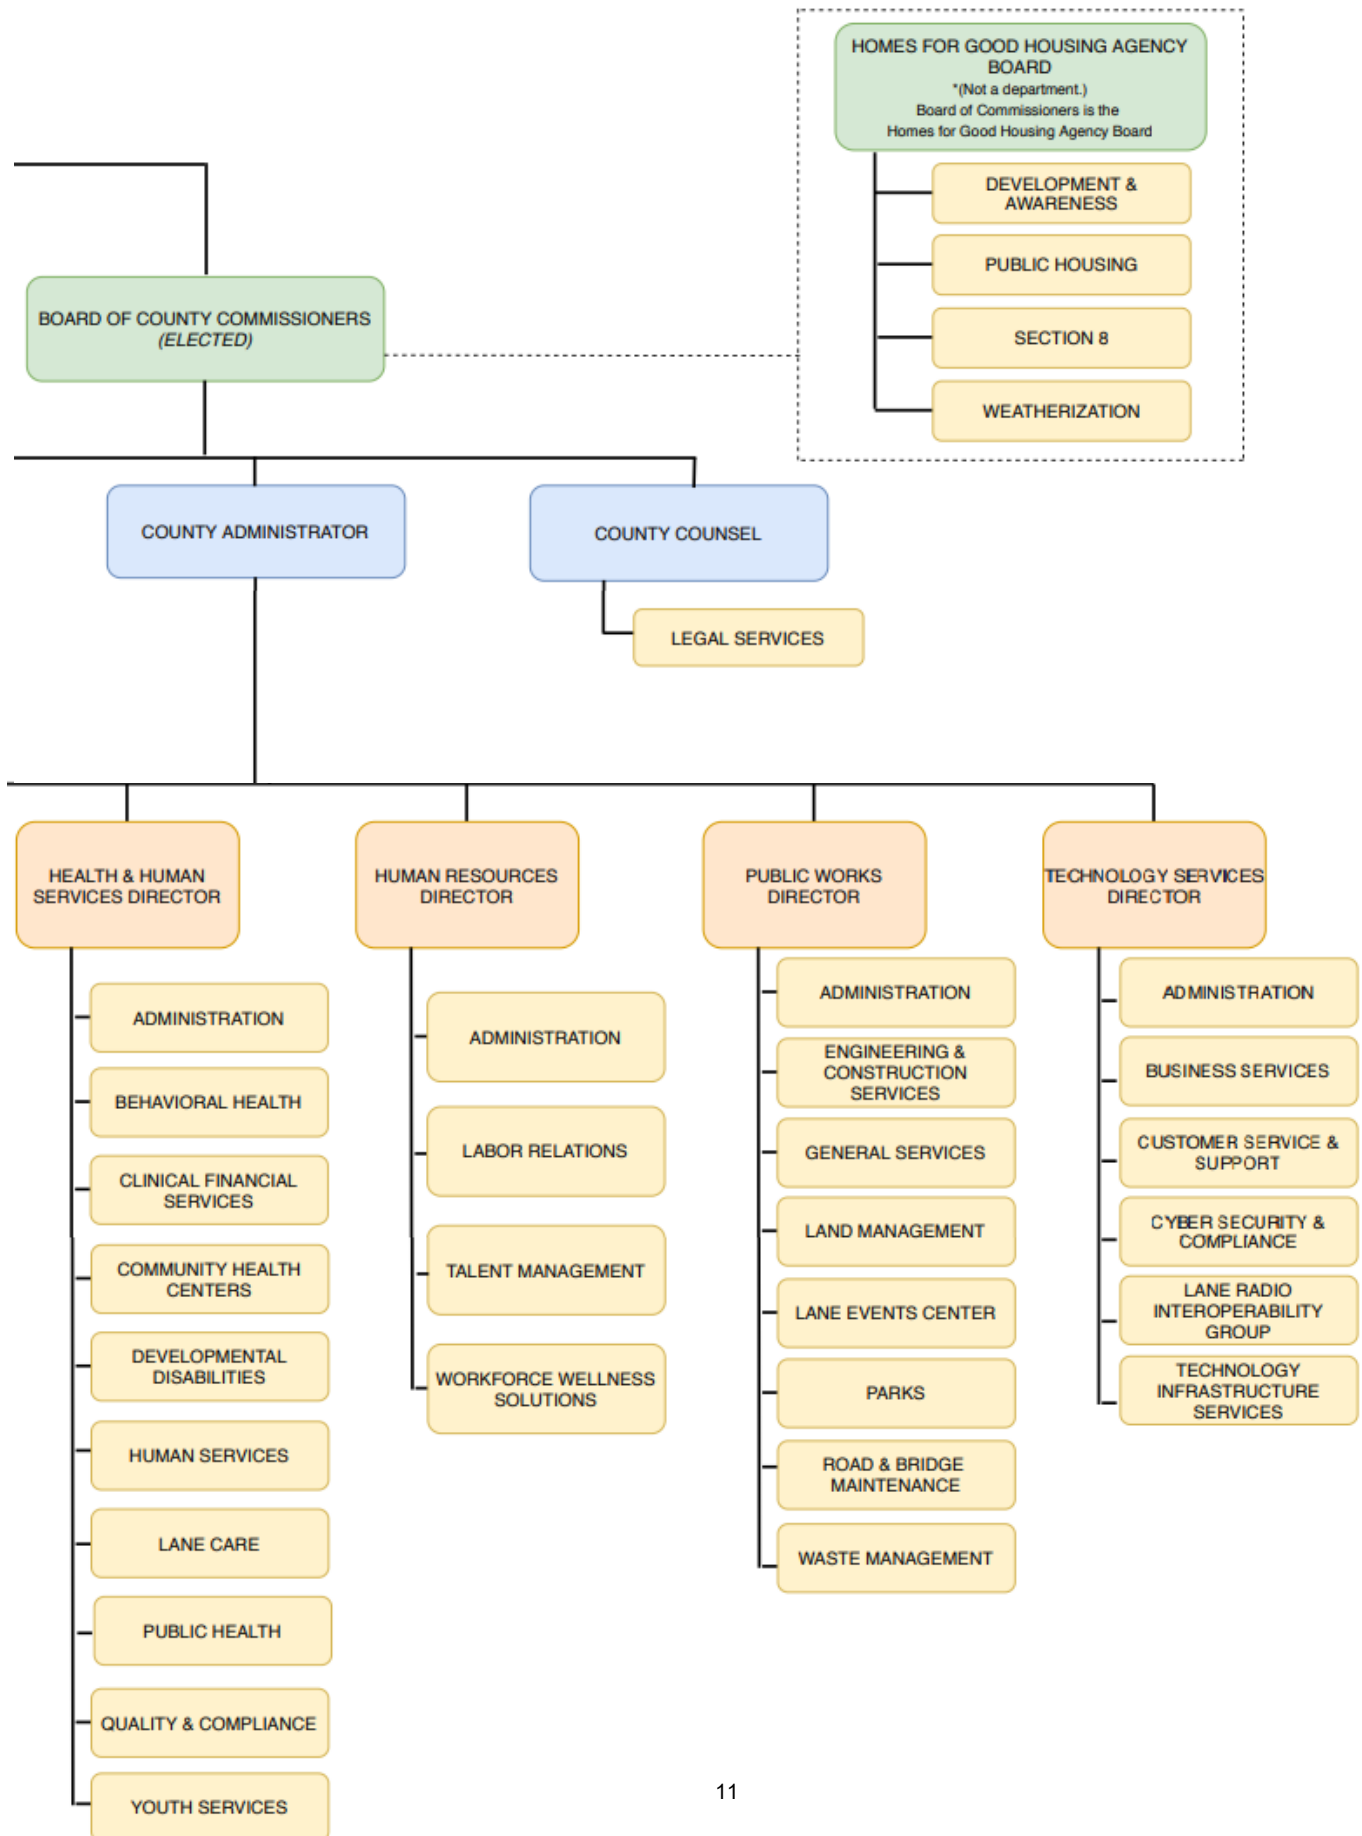 HOMES FOR GOOD HOUSING AGENCY
BOARD
*(Not a department.)
Board of Commissioners is the
Homes for Good Housing Agency Board
DEVELOPMENT &
AWARENESS
PUBLIC HOUSING
SECTION 8
WEATHERIZATION
BOARD OF COUNTY COMMISSIONERS
(ELECTED)
COUNTY ADMINISTRATOR
COUNTY COUNSEL
LEGAL SERVICES
HEALTH & HUMAN
SERVICES DIRECTOR
ADMINISTRATION
BEHAVIORAL HEALTH
CLINICAL FINANCIAL
SERVICES
COMMUNITY HEALTH
CENTERS
DEVELOPMENTAL
DISABILITIES
HUMAN SERVICES
LANE CARE
PUBLIC HEALTH
QUALITY & COMPLIANCE
YOUTH SERVICES
HUMAN RESOURCES
DIRECTOR
ADMINISTRATION
LABOR RELATIONS
TALENT MANAGEMENT
WORKFORCE WELLNESS
SOLUTIONS
PUBLIC WORKS
DIRECTOR
ADMINISTRATION
ENGINEERING &
CONSTRUCTION
SERVICES
GENERAL SERVICES
LAND MANAGEMENT
LANE EVENTS CENTER
PARKS
ROAD & BRIDGE
MAINTENANCE
WASTE MANAGEMENT
TECHNOLOGY SERVICES
DIRECTOR
ADMINISTRATION
BUSINESS SERVICES
CUSTOMER SERVICE &
SUPPORT
CYBER SECURITY &
COMPLIANCE
LANE RADIO
INTEROPERABILITY
GROUP
TECHNOLOGY
INFRASTRUCTURE
SERVICES
11